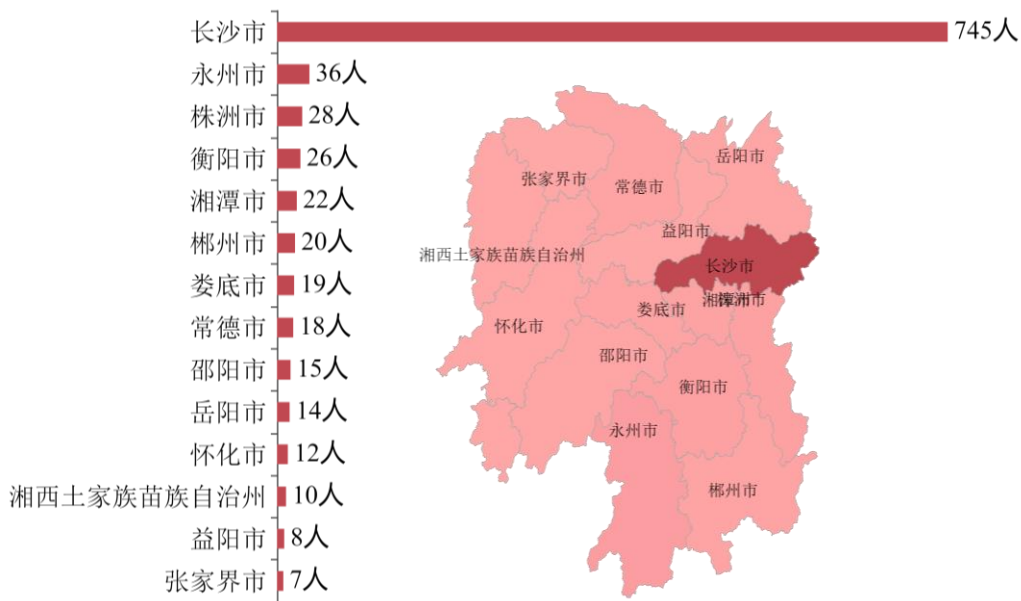 长沙市 745人
永州市 36人
株洲市 28人
衡阳市 26人
湘潭市 22人
郴州市 20人
娄底市 19人
常德市 18人
邵阳市 15人
岳阳市 14人
怀化市 12人
湘西土家族苗族自治州 10人
益阳市 8人
张家界市 7人
岳阳市
张家界市
常德市
益阳市
湘西土家族苗族自治州
长沙市
湘潭市
株洲市
娄底市
怀化市
邵阳市
衡阳市
永州市
郴州市